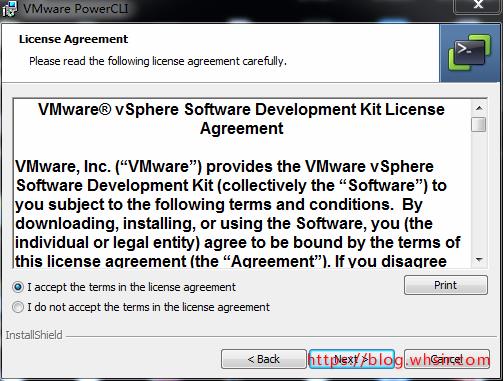 VMware PowerCLI
License Agreement
Please read the following license agreement carefully.
VMware® vSphere Software Development Kit License
Agreement
VMware, Inc. (“VMware”) provides the VMware vSphere
Software Development Kit (collectively the “Software”) to
you subject to the following terms and conditions.  By
downloading, installing, or using the Software, you (the
individual or legal entity) agree to be bound by the terms of
this license agreement (the “Agreement”). If you disagree
I accept the terms in the license agreement
Print
I do not accept the terms in the license agreement
InstallShield
< Back
Next >
Cancel
https://blog.whsir.com